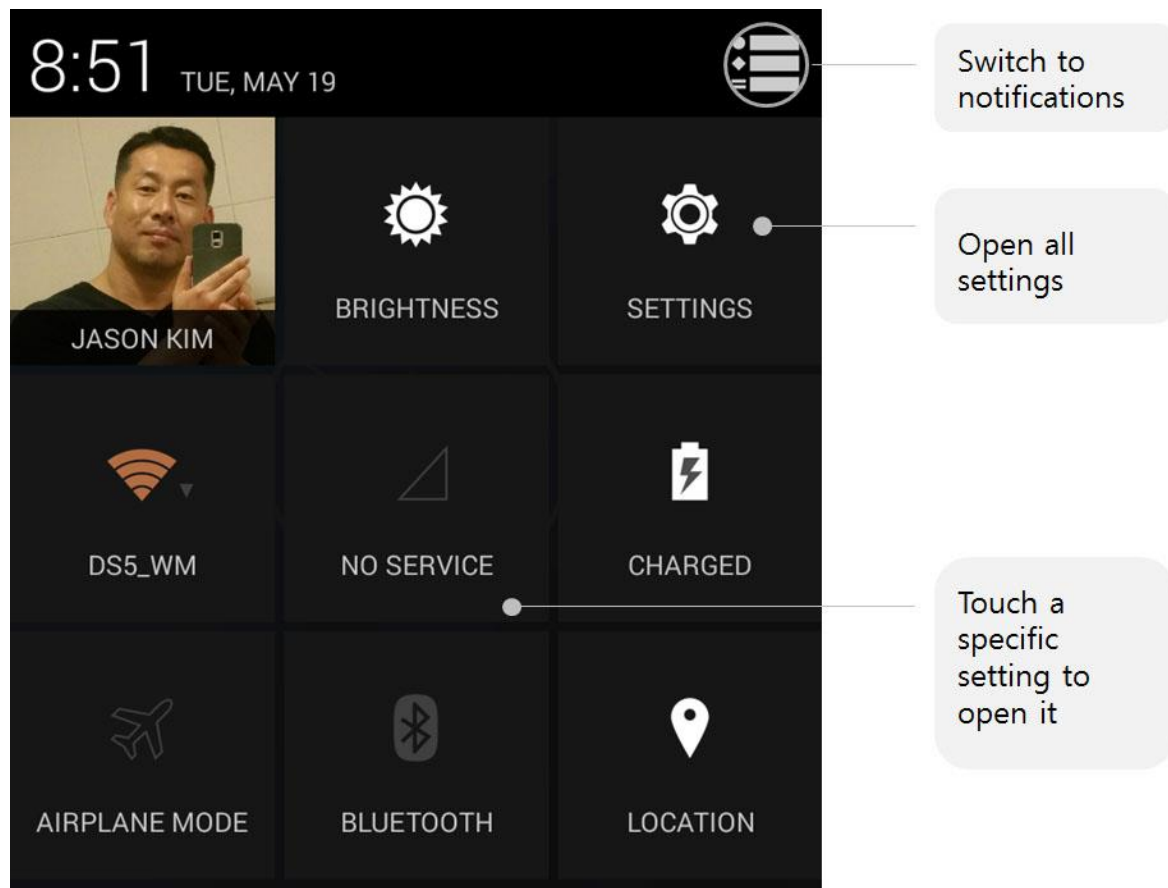 8:51 TUE, MAY 19
Switch to
notifications
JASON KIM
BRIGHTNESS
SETTINGS
Open all
settings
DS5_WM
NO SERVICE
CHARGED
Touch a
specific
setting to
open it
AIRPLANE MODE
BLUETOOTH
LOCATION